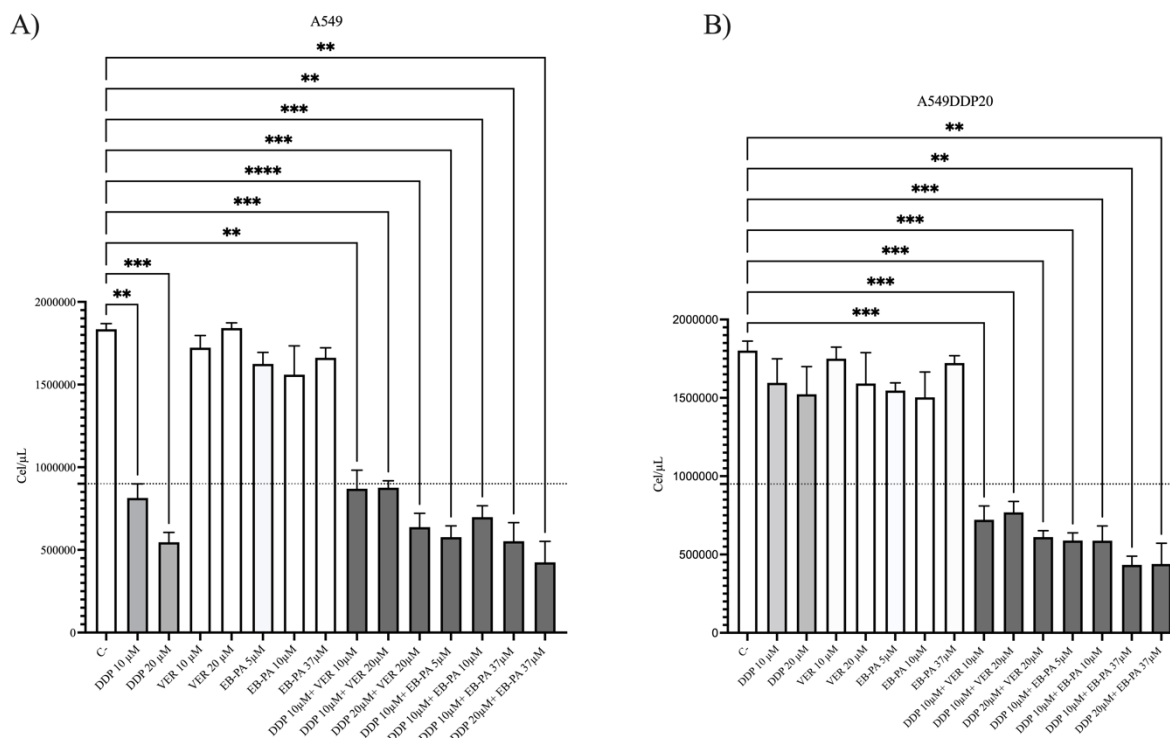 A)
A549
**
**
***
***
****
***
**
***
**
2000000
1500000
1000000
500000
0
Cel/µL
C-
DDP 10 µM
DDP 20 µM
VER 10 µM
VER 20 µM
EB-PA 5µM
EB-PA 10µM
EB-PA 37µM
DDP 10µM+ VER 10µM
DDP 10µM+ VER 20µM
DDP 20µM+ VER 20µM
DDP 10µM+ EB-PA 5µM
DDP 10µM+ EB-PA 10µM
DDP 10µM+ EB-PA 37µM
DDP 20µM+ EB-PA 37µM
B)
A549DDP20
**
**
***
***
***
***
***
2000000
1500000
1000000
500000
0
Cel/µL
C-
DDP 10 µM
DDP 20 µM
VER 10 µM
VER 20 µM
EB-PA 5µM
EB-PA 10µM
EB-PA 37µM
DDP 10µM+ VER 10µM
DDP 10µM+ VER 20µM
DDP 20µM+ VER 20µM
DDP 10µM+ EB-PA 5µM
DDP 10µM+ EB-PA 10µM
DDP 10µM+ EB-PA 37µM
DDP 20µM+ EB-PA 37µM